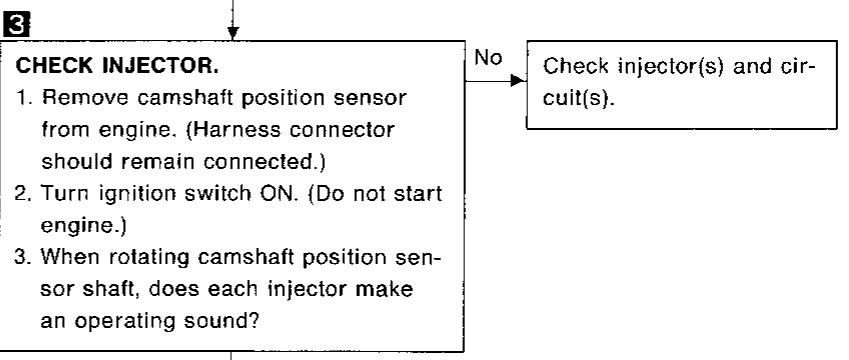 3
CHECK INJECTOR.
1. Remove camshaft position sensor
from engine. (Harness connector
should remain connected.)
2. Turn ignition switch ON. (Do not start
engine.)
3. When rotating camshaft position sen-
sor shaft, does each injector make
an operating sound?
No
Check injector(s) and cir-
cuit(s).